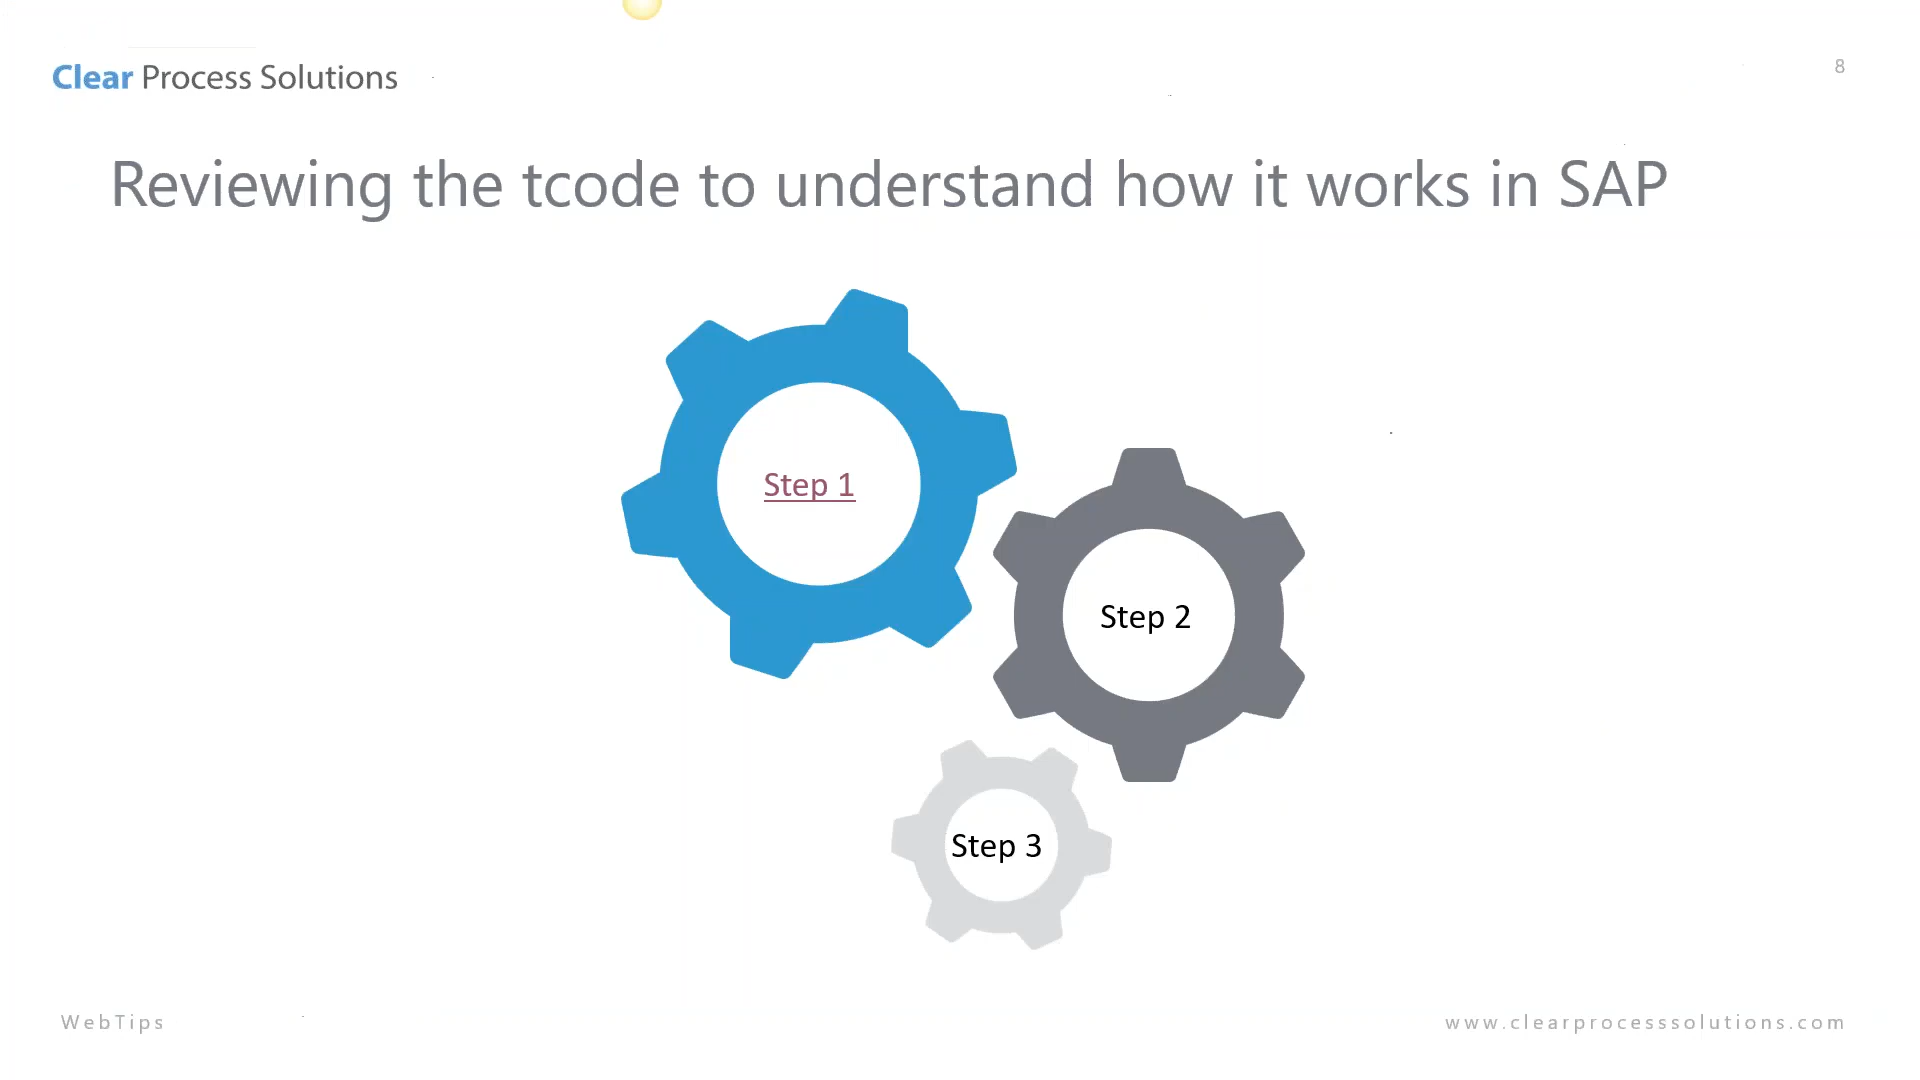 Clear Process Solutions
8
Reviewing the tcode to understand how it works in SAP
Step 1
Step 2
Step 3
WebTips
www.clearprocesssolutions.com